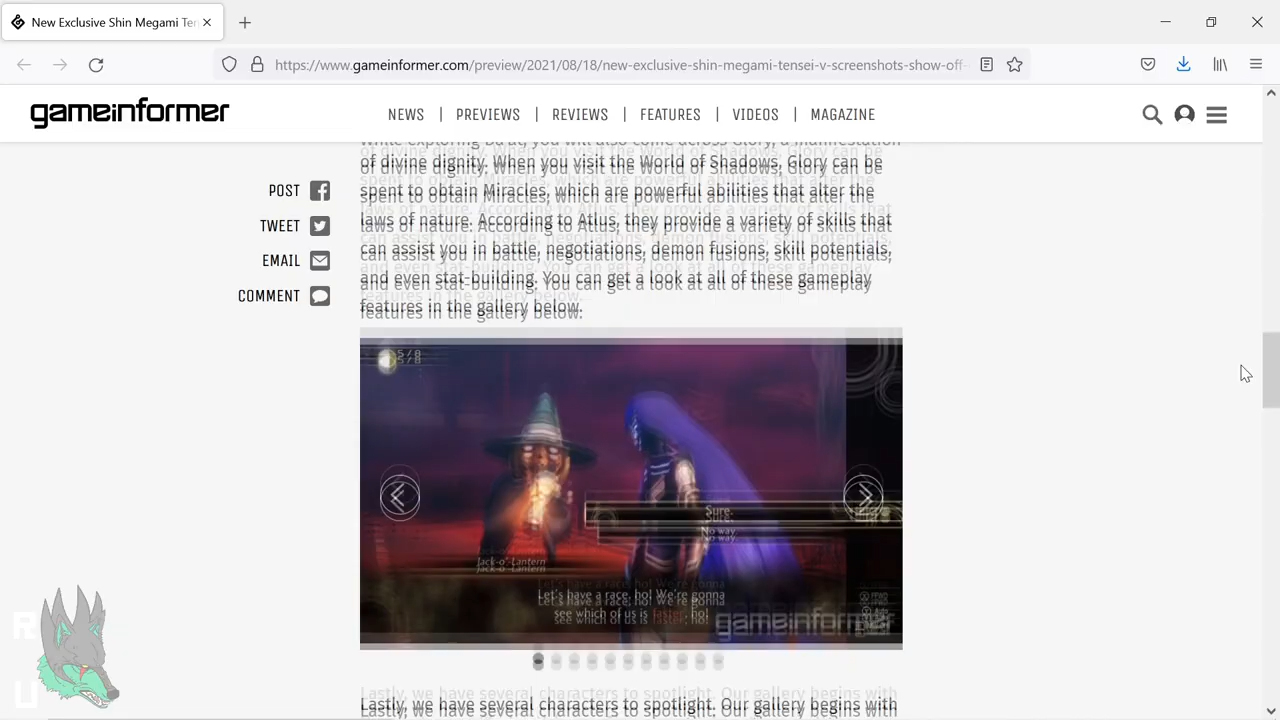 New Exclusive Shin Megami Ten
https://www.gameinformer.com/preview/2021/08/18/new-exclusive-shin-megami-tensei-v-screenshots-show-off-
gameinformer
NEWS | PREVIEWS | REVIEWS | FEATURES | VIDEOS | MAGAZINE
While exploring Da'at, you will also come across Glory, a manifestation
of divine dignity. When you visit the World of Shadows, Glory can be
spent to obtain Miracles, which are powerful abilities that alter the
laws of nature. According to Atlus, they provide a variety of skills that
can assist you in battle, negotiations, demon fusions, skill potentials,
and even stat-building. You can get a look at all of these gameplay
features in the gallery below.
POST
TWEET
EMAIL
COMMENT
5/8
Sure.
No way.
Jack-o'-Lantern
Let's have a race, ho! We're gonna
see which of us is faster, ho!
gameinformer
Lastly, we have several characters to spotlight. Our gallery begins with
R
U